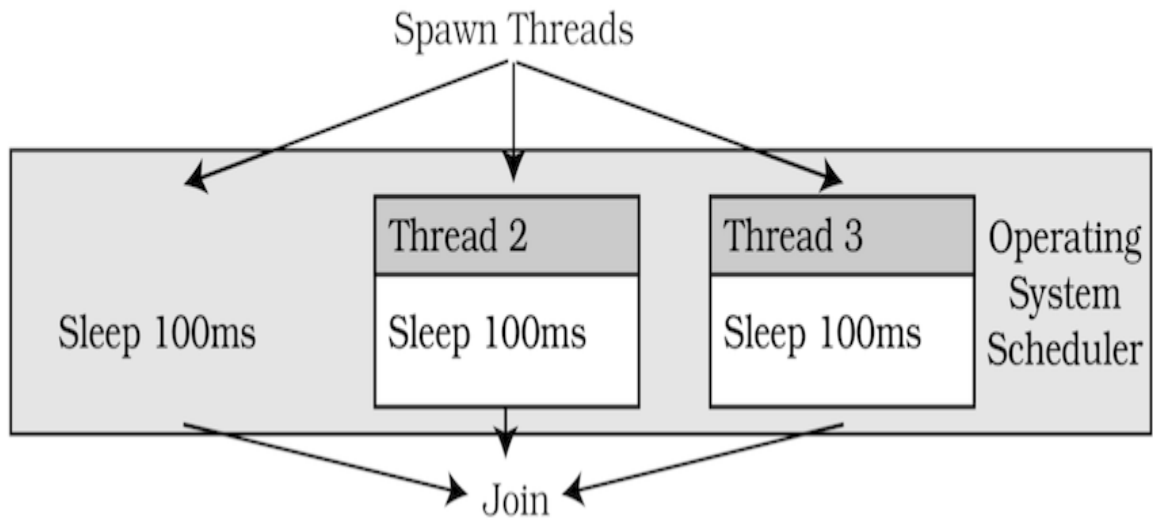 Spawn Threads
Thread 2
Thread 3
Sleep 100ms
Sleep 100ms
Sleep 100ms
Operating
System
Scheduler
Join